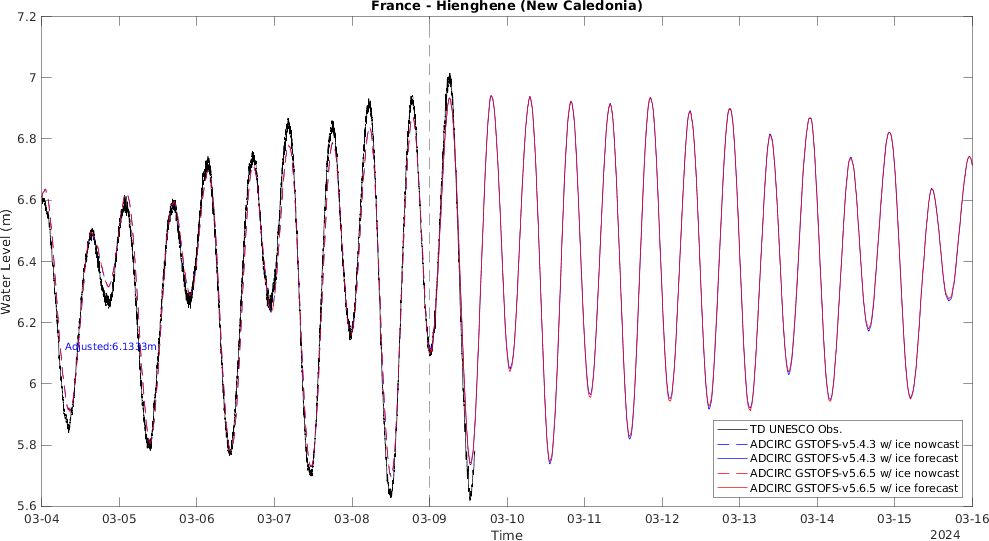 France - Hienghene (New Caledonia)
7.2
7
6.8
6.6
6.4
6.2
6
5.8
5.6
Water Level (m)
Adjusted:6.1333m
TD UNESCO Obs.
ADCIRC GSTOFS-v5.4.3 w/ ice nowcast
ADCIRC GSTOFS-v5.4.3 w/ ice forecast
ADCIRC GSTOFS-v5.6.5 w/ ice nowcast
ADCIRC GSTOFS-v5.6.5 w/ ice forecast
03-04 03-05 03-06 03-07 03-08 03-09 03-10 03-11 03-12 03-13 03-14 03-15 03-16
Time
2024